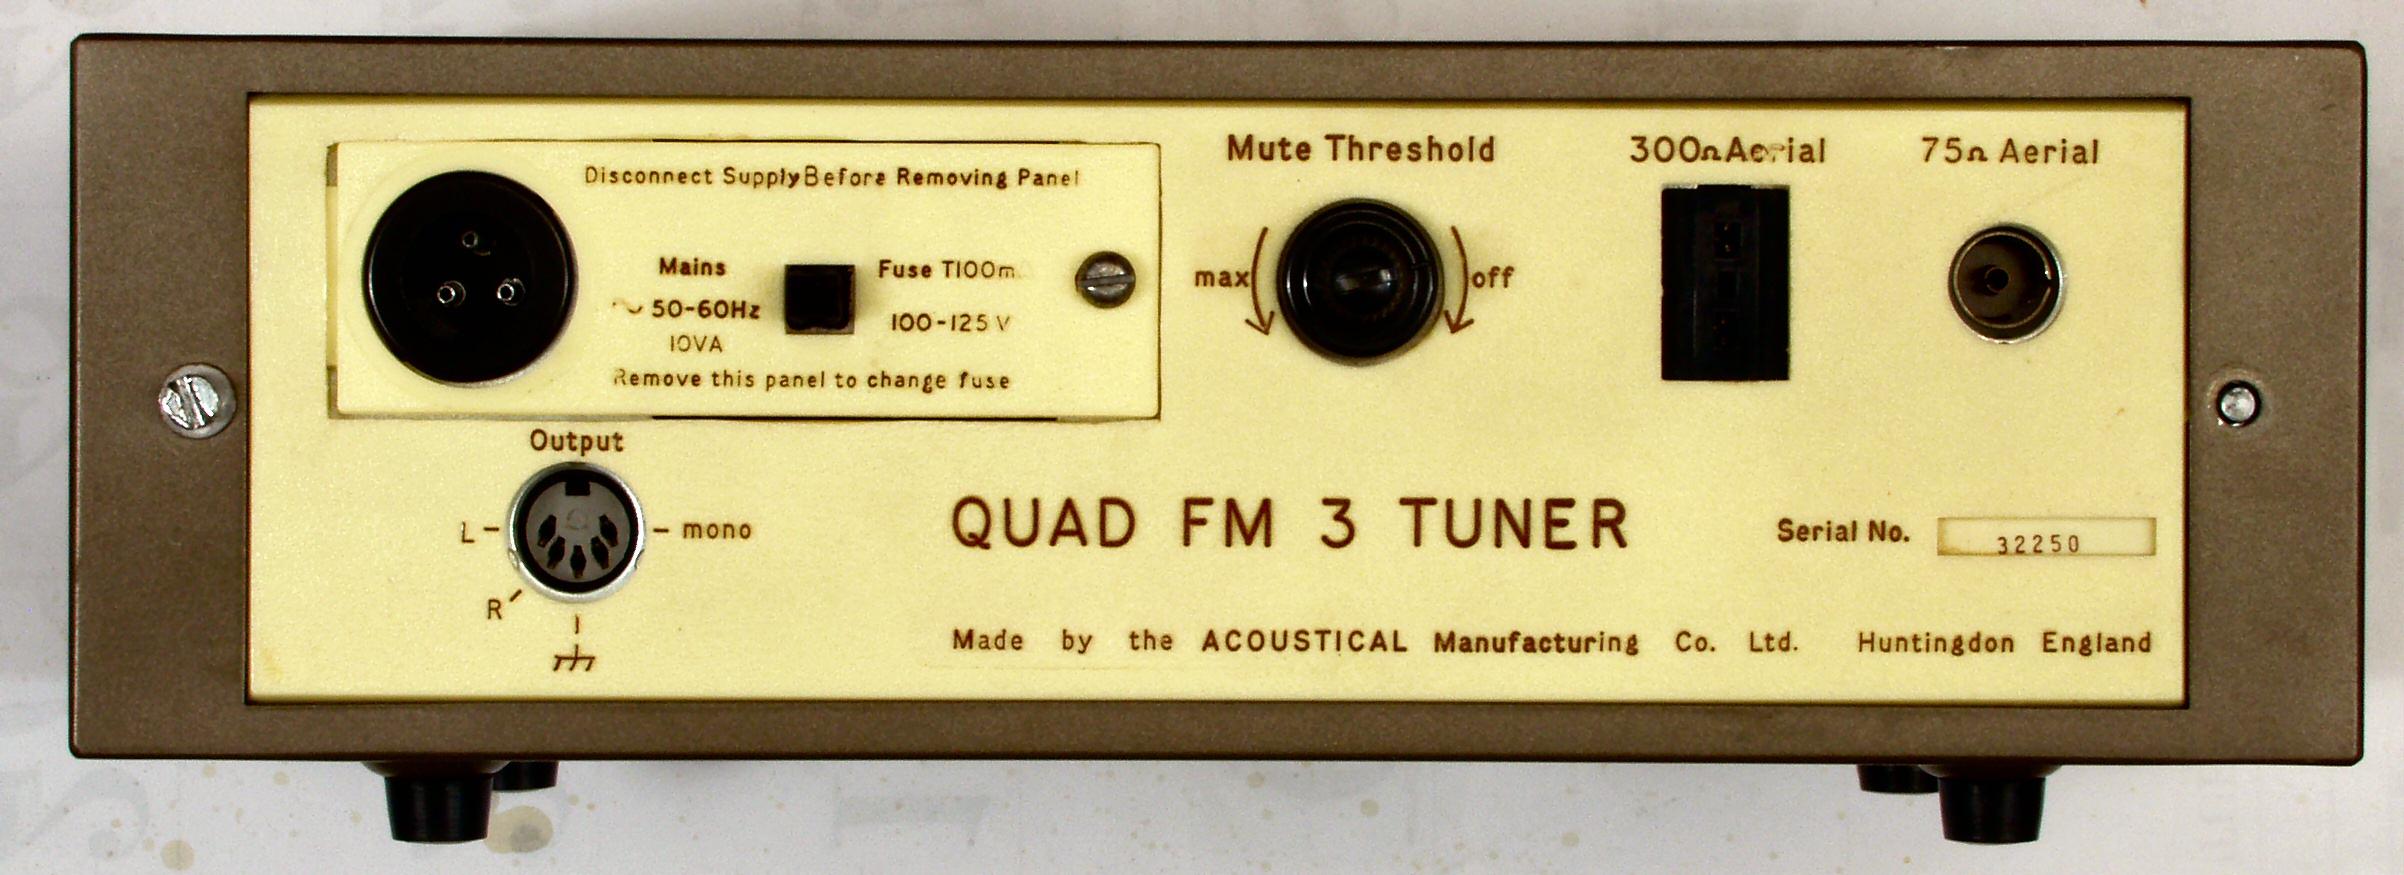 Disconnect Supply Before Removing Panel
Mains
~ 50-60Hz
10VA
Fuse T100m
100-125 V
Remove this panel to change fuse
Mute Threshold
max
off
300Ω Aerial
75Ω Aerial
Output
L
mono
R
QUAD FM 3 TUNER
Serial No.
32250
Made by the ACOUSTICAL Manufacturing Co. Ltd. Huntingdon England